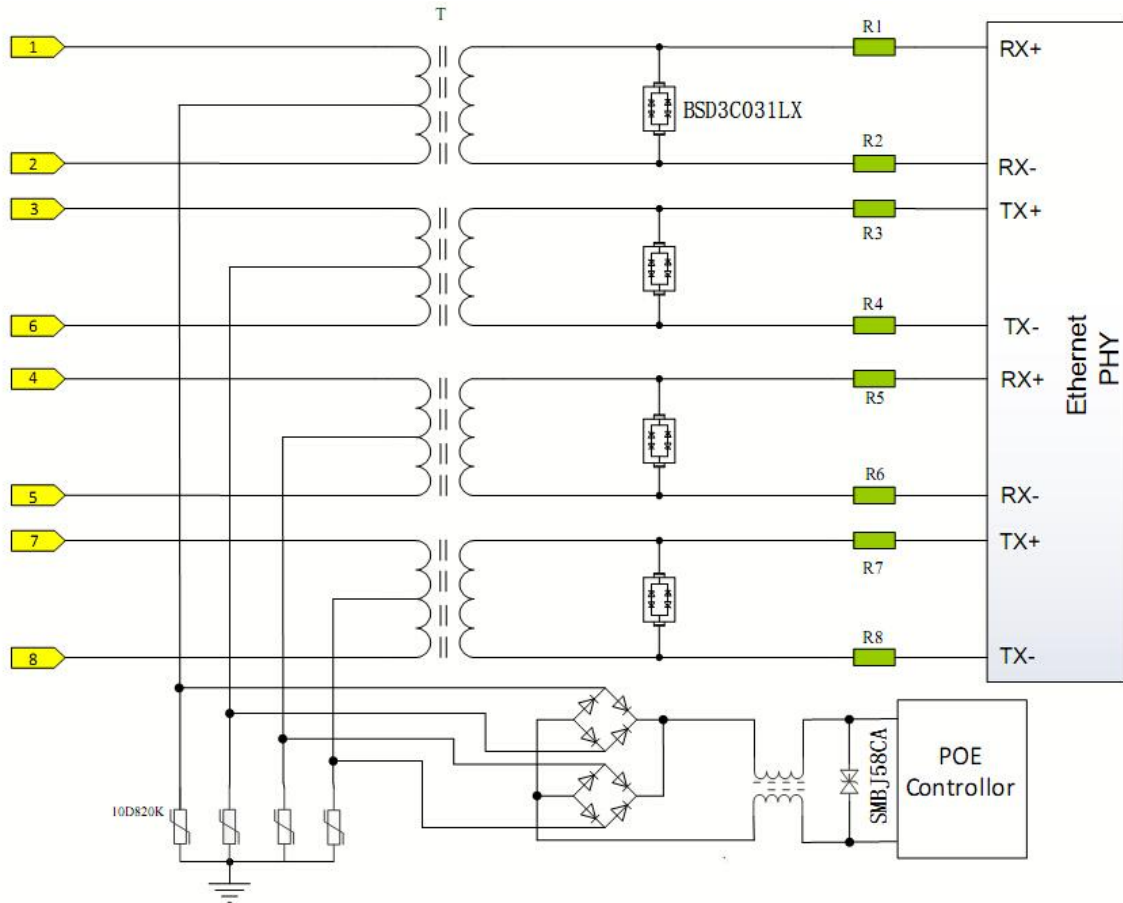 T
1
R1
RX+
BSD3C031LX
2
R2
RX-
3
R3
TX+
6
R4
TX-
Ethernet
PHY
4
R5
RX+
5
R6
RX-
7
R7
TX+
8
R8
TX-
10D820K
SMBJ58CA
POE
Controllor